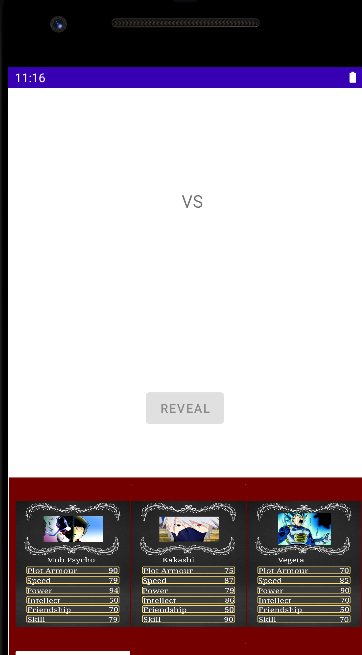 11:16
VS
REVEAL
Mob Psycho Kakashi Vegeta
Plot Armour 90 Plot Armour 75 Plot Armour 70
Speed 79 Speed 87 Speed 85
Power 94 Power 79 Power 90
Intellect 50 Intellect 86 Intellect 70
Friendship 70 Friendship 50 Friendship 50
Skill 79 Skill 90 Skill 70